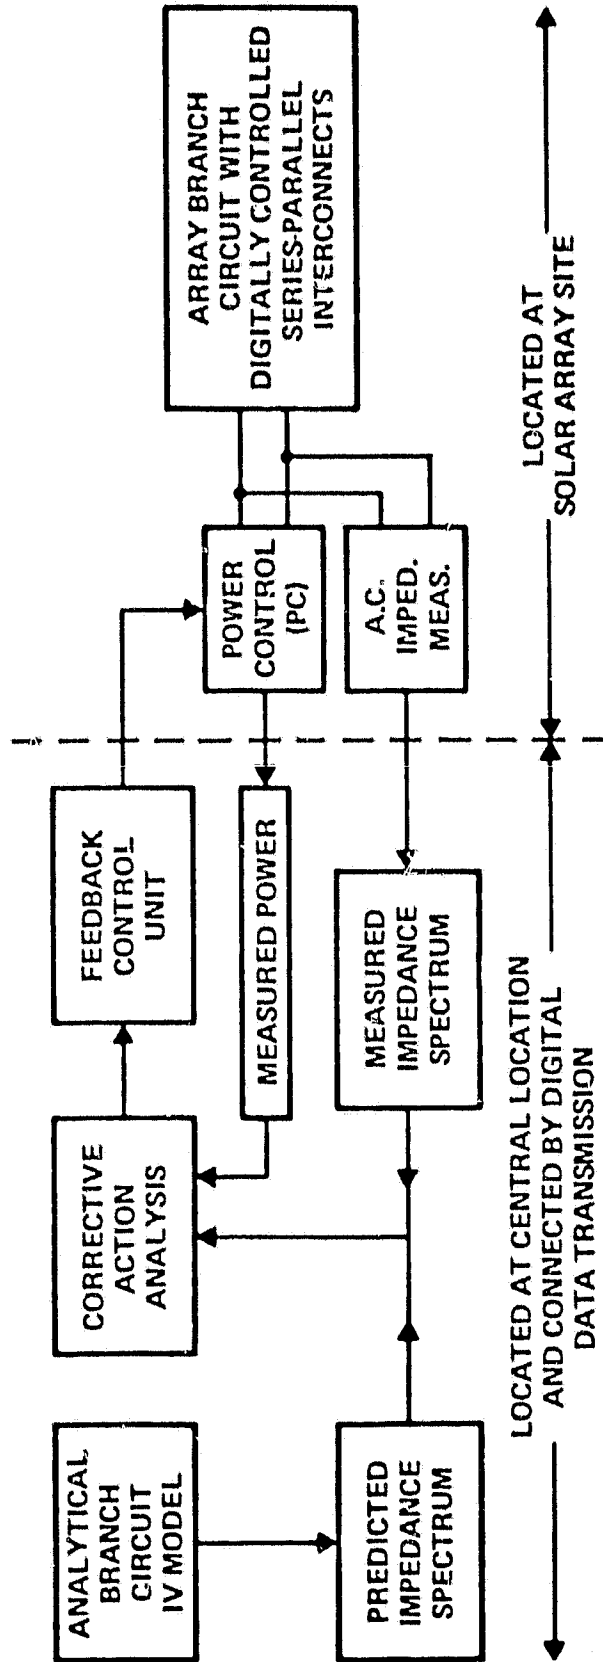 ANALYTICAL
BRANCH
CIRCUIT
IV MODEL
PREDICTED
IMPEDANCE
SPECTRUM
CORRECTIVE
ACTION
ANALYSIS
FEEDBACK
CONTROL
UNIT
MEASURED POWER
MEASURED
IMPEDANCE
SPECTRUM
POWER
CONTROL
(PC)
A.C.
IMPED.
MEAS.
ARRAY BRANCH
CIRCUIT WITH
DIGITALLY CONTROLLED
SERIES-PARALLEL
INTERCONNECTS
LOCATED AT CENTRAL LOCATION
AND CONNECTED BY DIGITAL
DATA TRANSMISSION
LOCATED AT
SOLAR ARRAY SITE